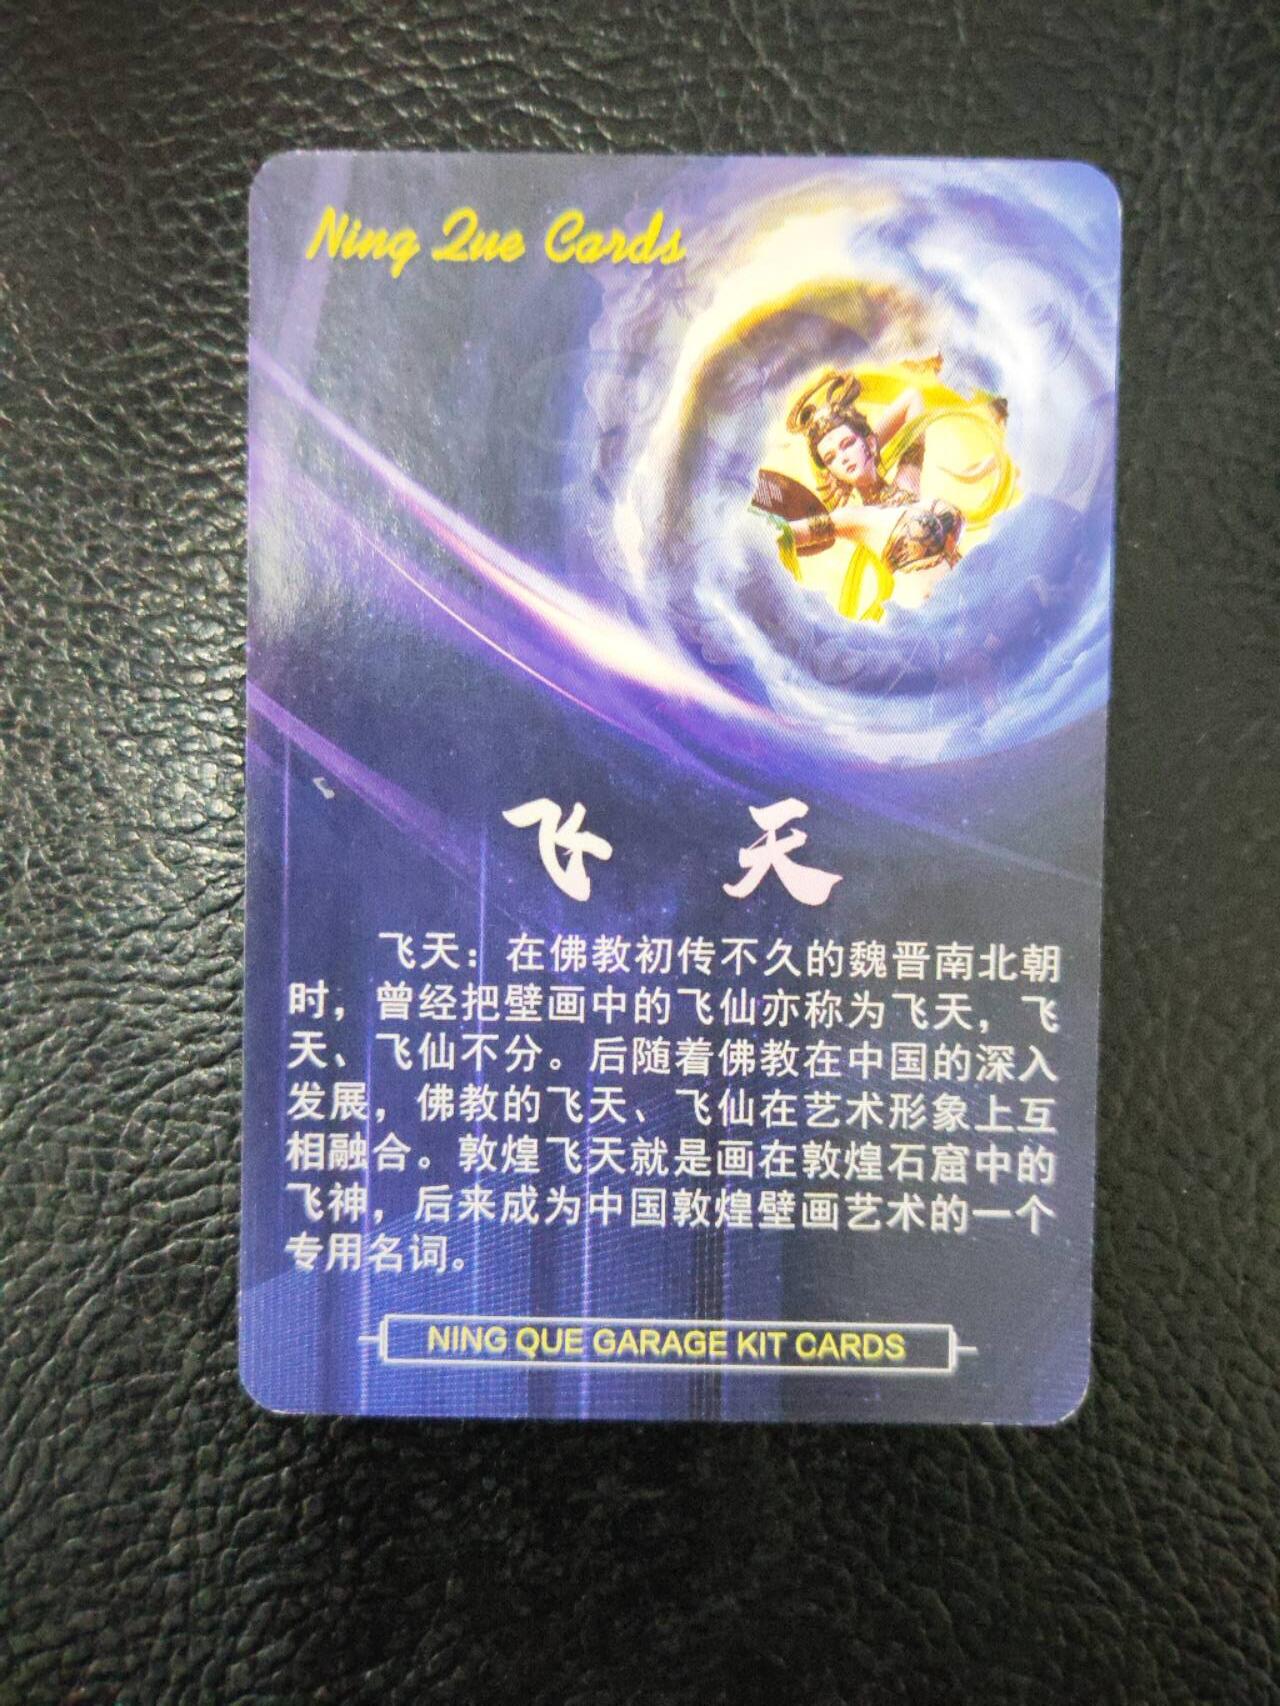 Ning Que Cards
飞 天
飞天：在佛教初传不久的魏晋南北朝
时，曾经把壁画中的飞仙亦称为飞天，飞
天、飞仙不分。后随着佛教在中国的深入
发展，佛教的飞天、飞仙在艺术形象上互
相融合。敦煌飞天就是画在敦煌石窟中的
飞神，后来成为中国敦煌壁画艺术的一个
专用名词。
NING QUE GARAGE KIT CARDS